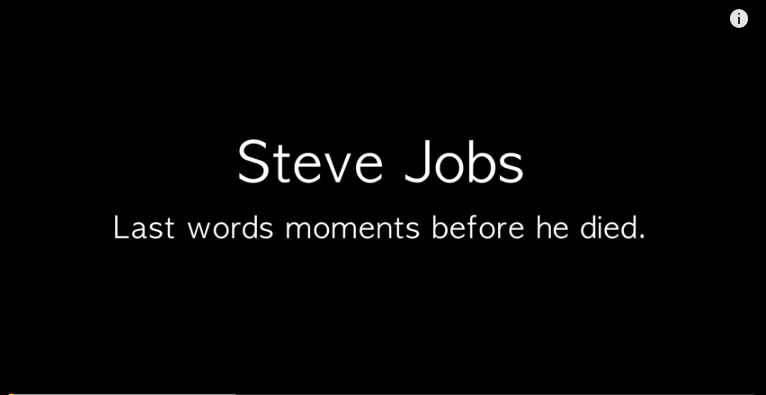 Steve Jobs
Last words moments before he died.